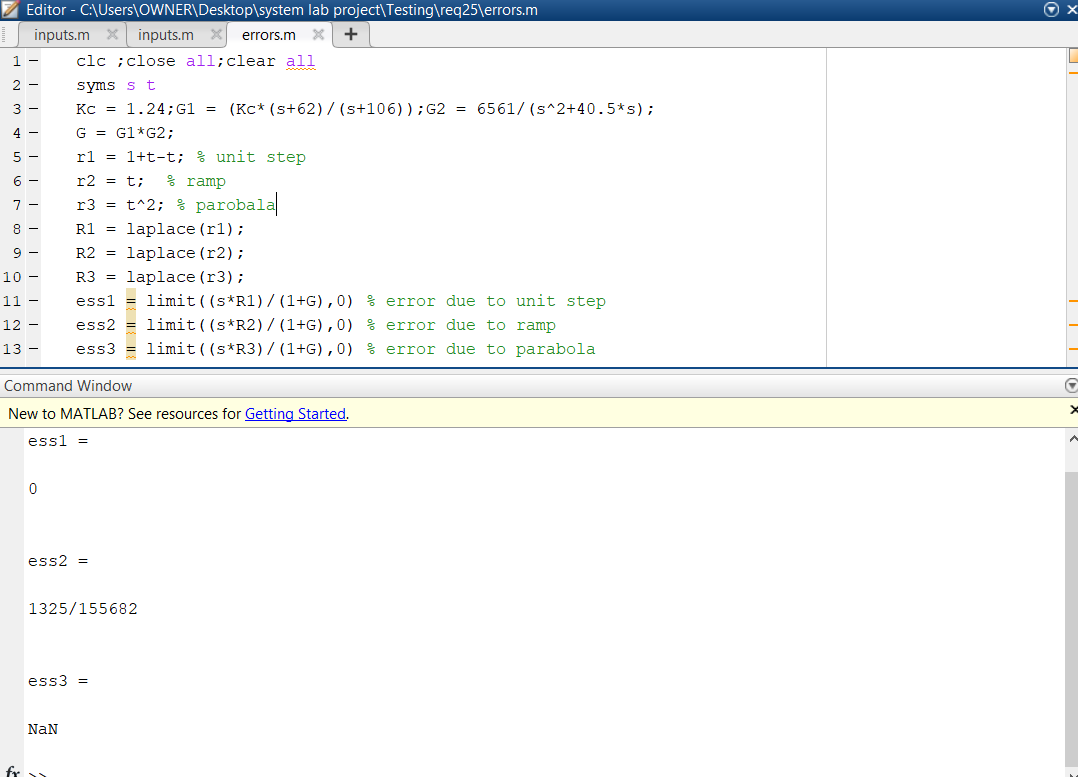 Editor - C:\Users\OWNER\Desktop\system lab project\Testing\req25\errors.m
inputs.m inputs.m errors.m +
1 - clc ;close all;clear all
2 - syms s t
3 - Kc = 1.24;G1 = (Kc*(s+62)/(s+106));G2 = 6561/(s^2+40.5*s);
4 - G = G1*G2;
5 - r1 = 1+t-t; % unit step
6 - r2 = t;  % ramp
7 - r3 = t^2; % parobala
8 - R1 = laplace(r1);
9 - R2 = laplace(r2);
10 - R3 = laplace(r3);
11 - ess1 = limit((s*R1)/(1+G),0) % error due to unit step
12 - ess2 = limit((s*R2)/(1+G),0) % error due to ramp
13 - ess3 = limit((s*R3)/(1+G),0) % error due to parabola
Command Window
New to MATLAB? See resources for Getting Started.
ess1 =
0
ess2 =
1325/155682
ess3 =
NaN
fx >>